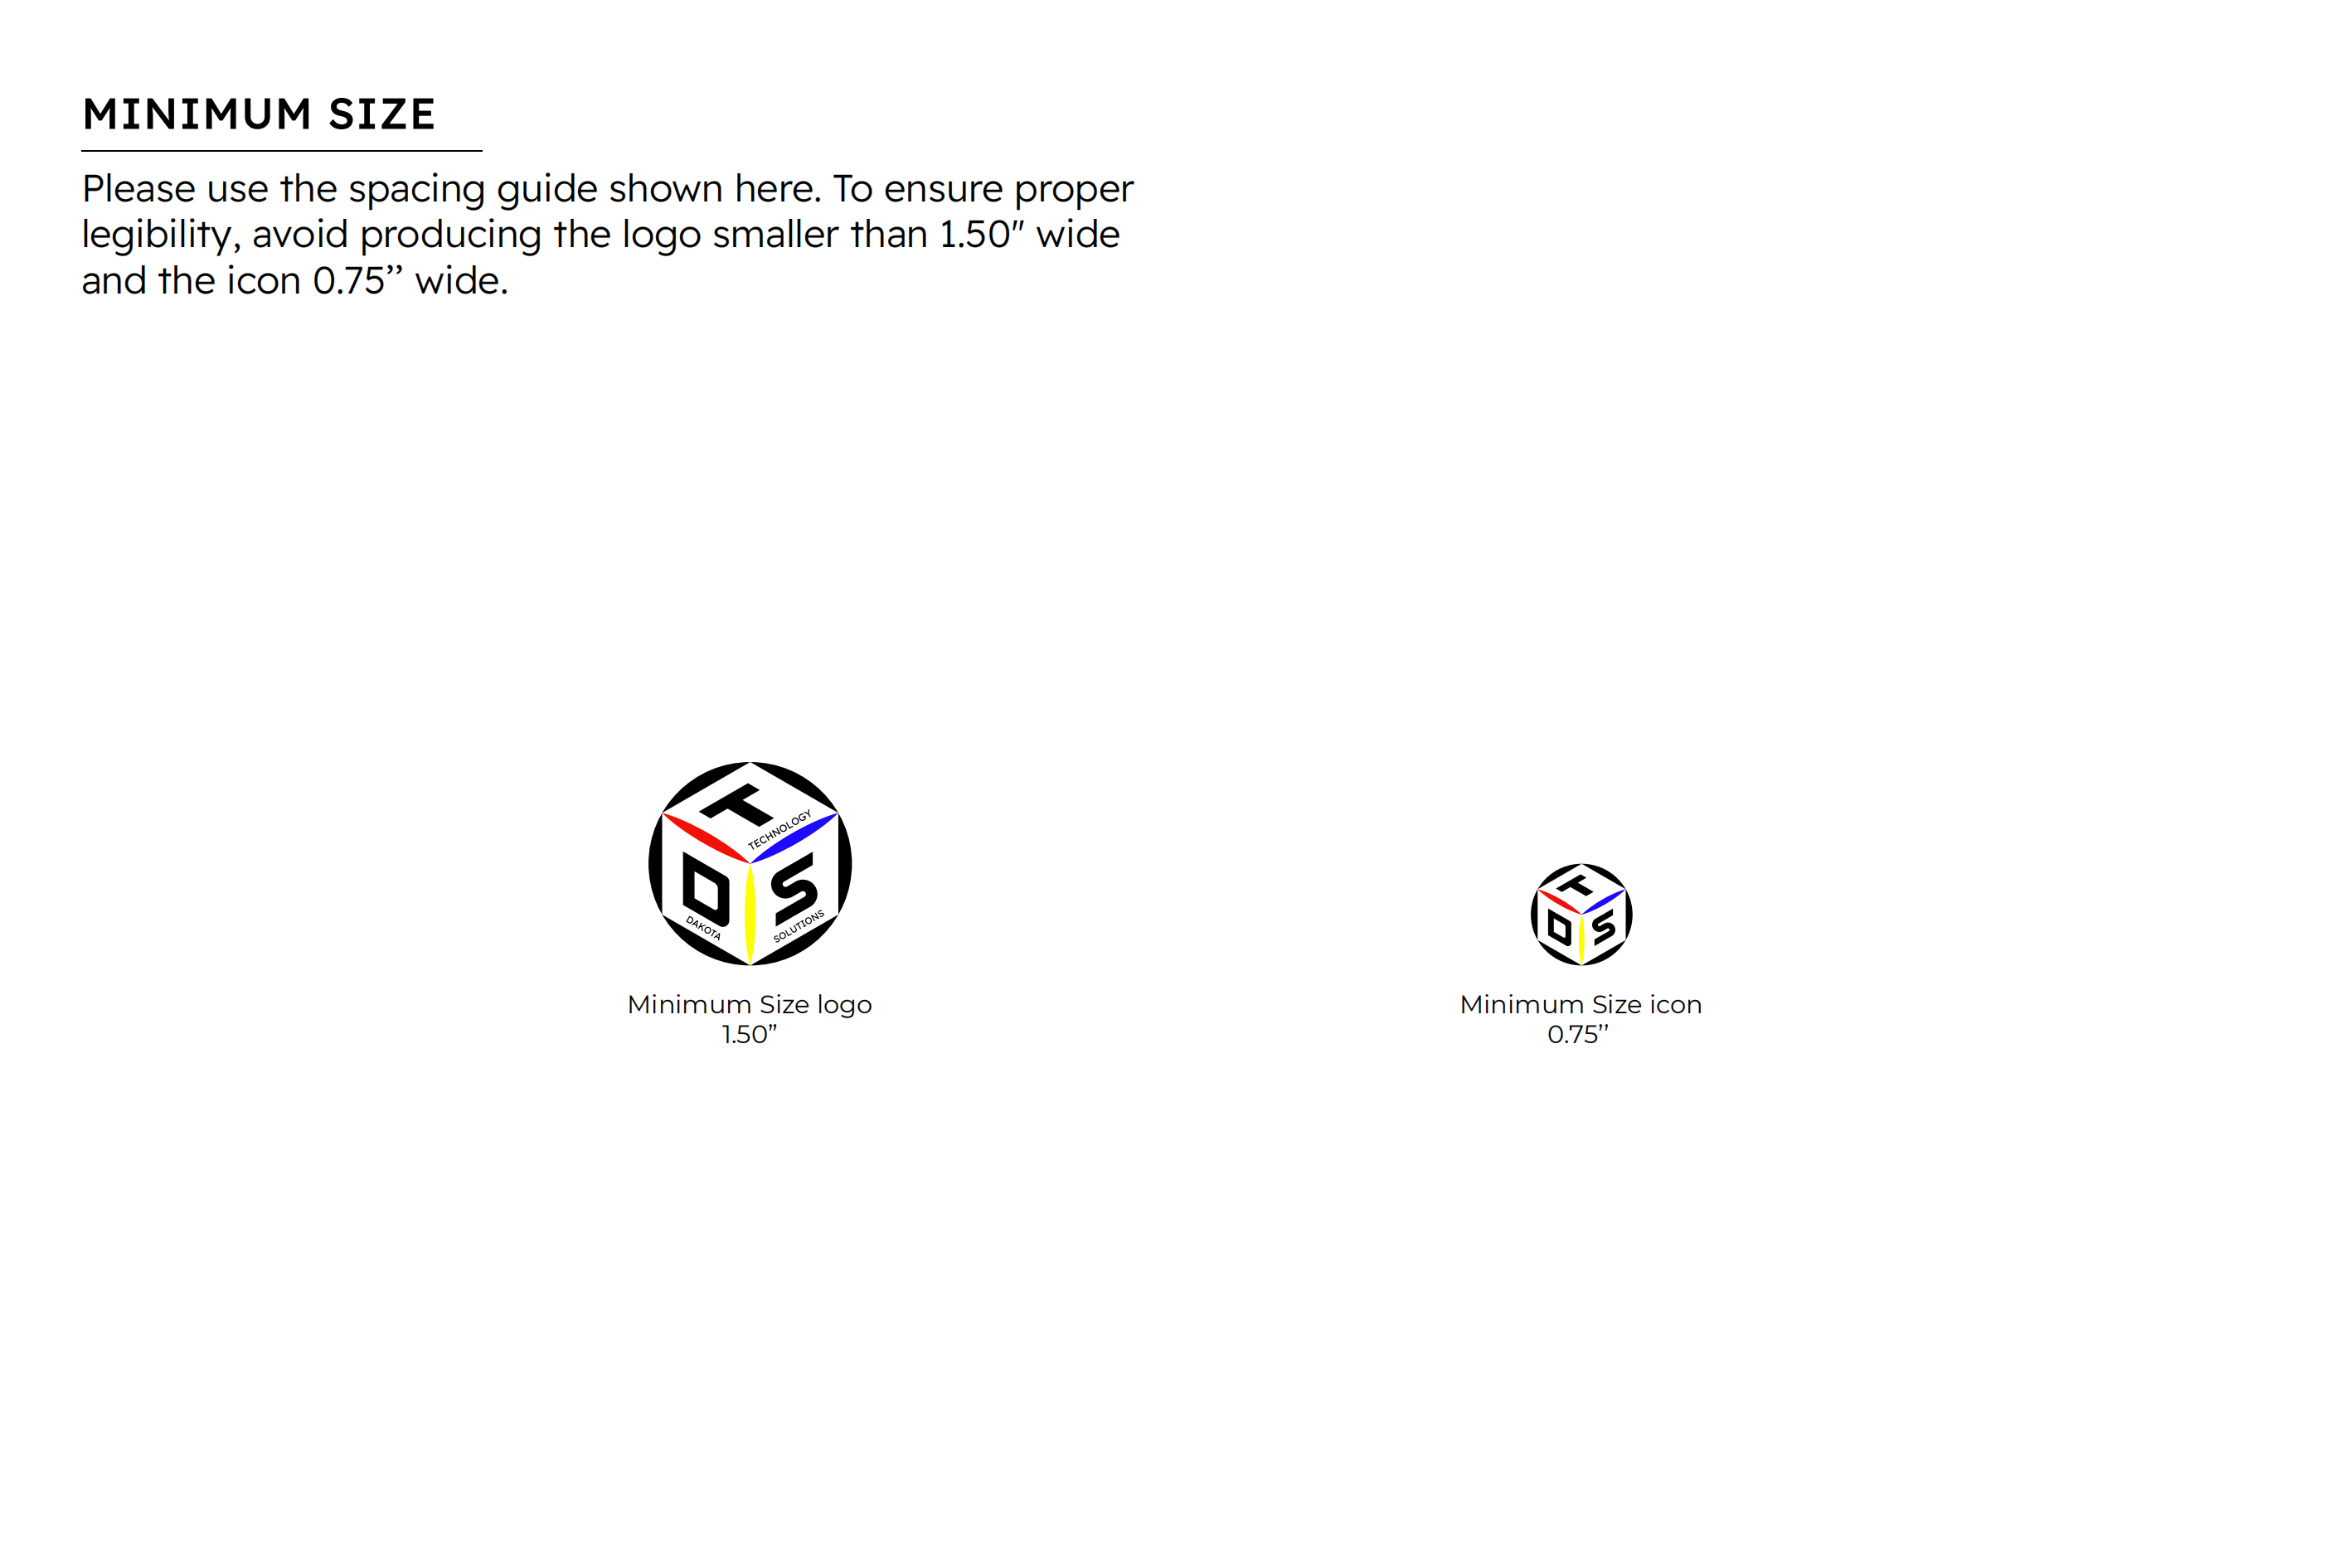 MINIMUM SIZE
Please use the spacing guide shown here. To ensure proper
legibility, avoid producing the logo smaller than 1.50" wide
and the icon 0.75’’ wide.
T
TECHNOLOGY
D
DAKOTA
S
SOLUTIONS
Minimum Size logo
1.50”
T
D
S
Minimum Size icon
0.75’’